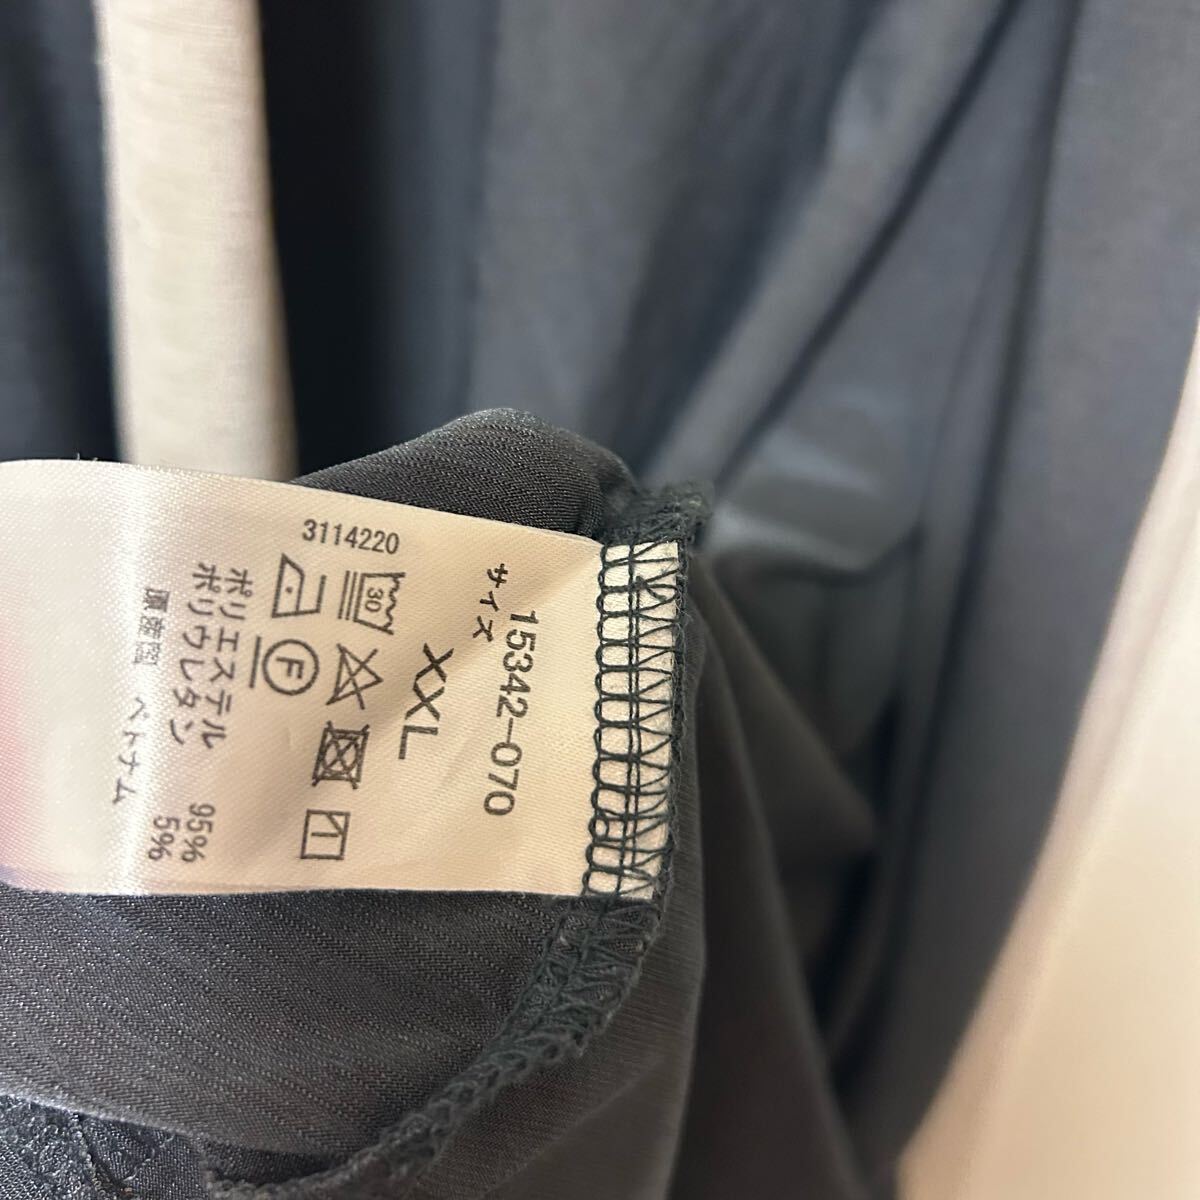 15342-070
サイズ
XXL
3114220
30
F
ポリエステル 95%
ポリウレタン 5%
原産国 ベトナム